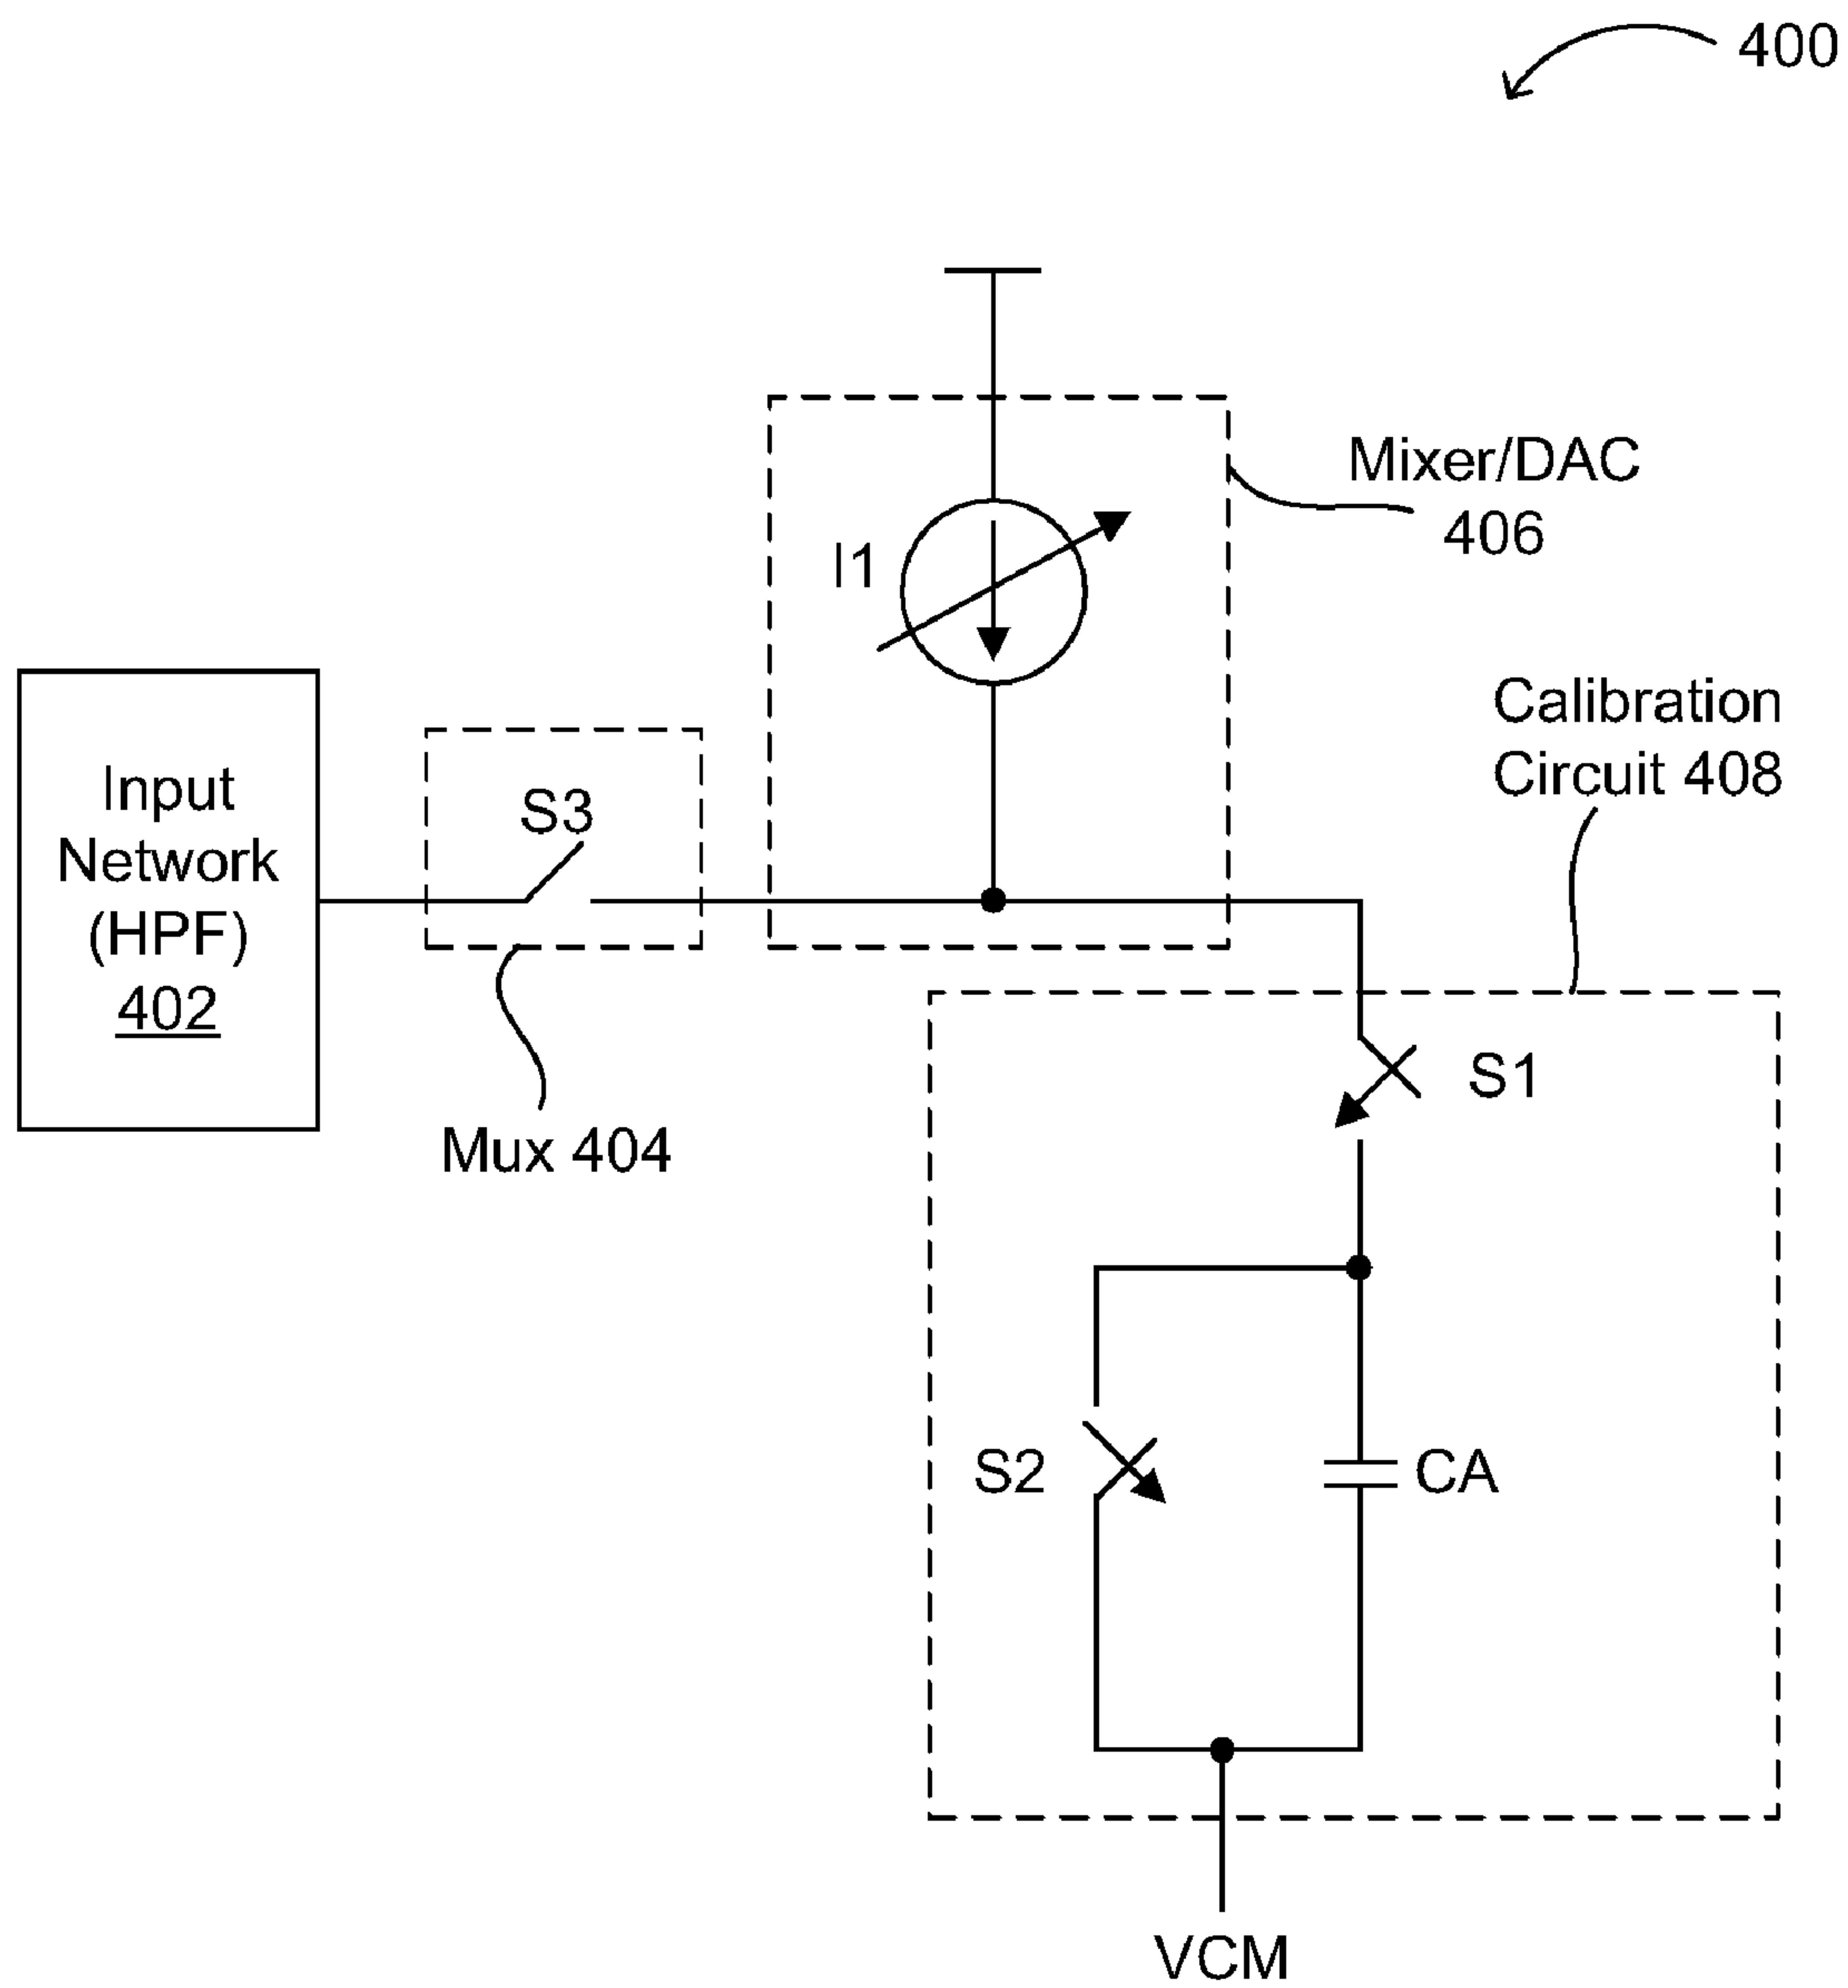 400
Mixer/DAC
406
I1
Calibration
Circuit 408
Input
Network
(HPF)
402
S3
Mux 404
S1
S2
CA
VCM